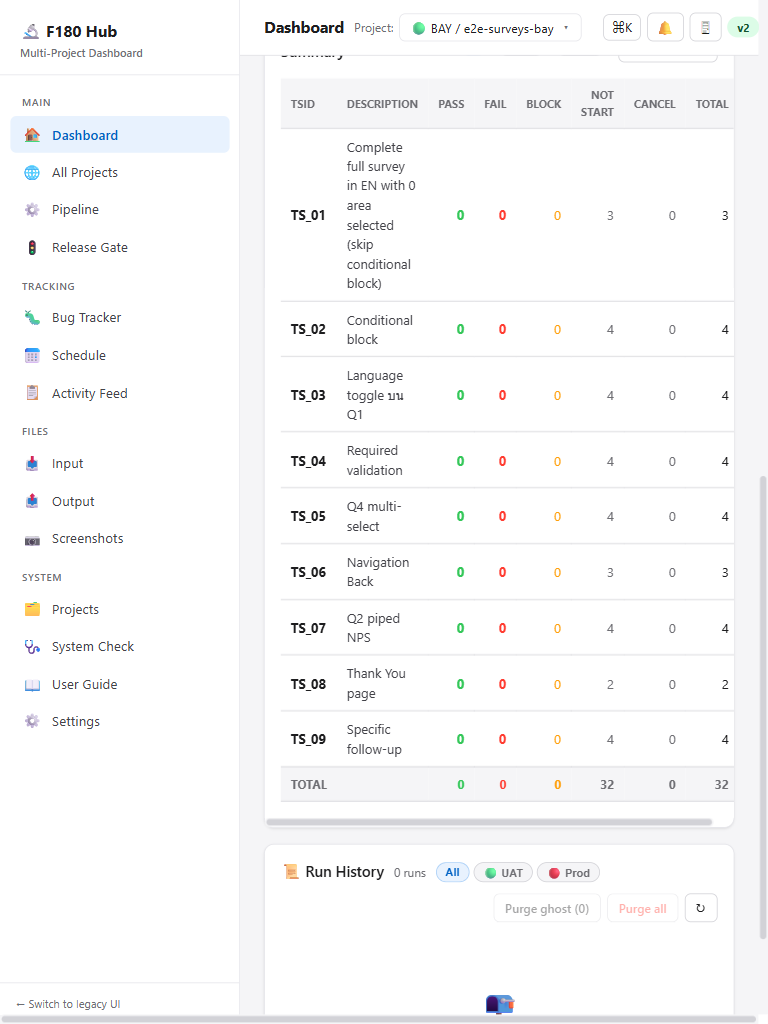 F180 Hub
Multi-Project Dashboard
MAIN
Dashboard
All Projects
Pipeline
Release Gate
TRACKING
Bug Tracker
Schedule
Activity Feed
FILES
Input
Output
Screenshots
SYSTEM
Projects
System Check
User Guide
Settings
← Switch to legacy UI
Dashboard Project: BAY / e2e-surveys-bay ⌘K v2
Summary
TSID DESCRIPTION PASS FAIL BLOCK NOT START CANCEL TOTAL
TS_01 Complete full survey in EN with 0 area selected (skip conditional block) 0 0 0 3 0 3
TS_02 Conditional block 0 0 0 4 0 4
TS_03 Language toggle บน Q1 0 0 0 4 0 4
TS_04 Required validation 0 0 0 4 0 4
TS_05 Q4 multi-select 0 0 0 4 0 4
TS_06 Navigation Back 0 0 0 3 0 3
TS_07 Q2 piped NPS 0 0 0 4 0 4
TS_08 Thank You page 0 0 0 2 0 2
TS_09 Specific follow-up 0 0 0 4 0 4
TOTAL 0 0 0 32 0 32
Run History 0 runs All UAT Prod
Purge ghost (0) Purge all ↻